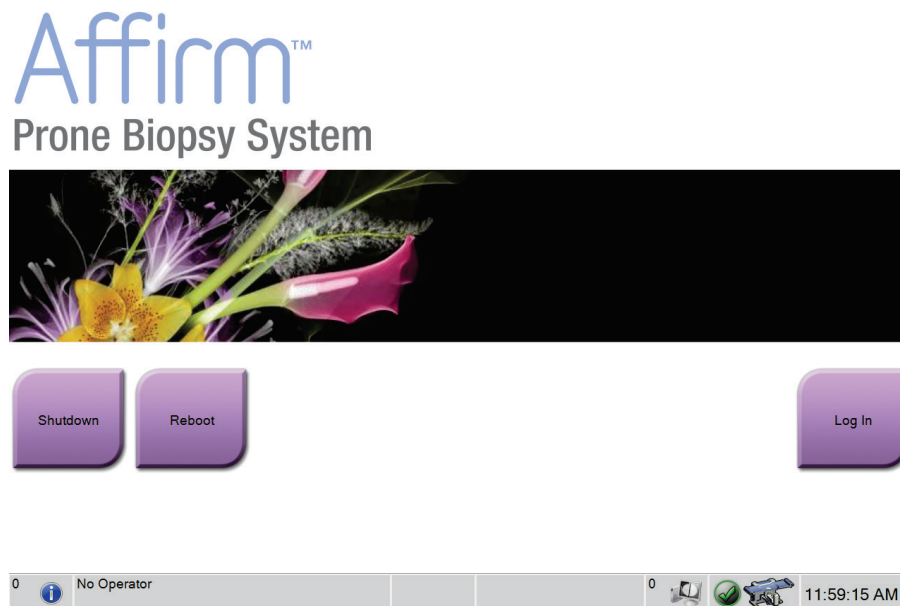 Affirm™
Prone Biopsy System
Shutdown
Reboot
Log In
0
No Operator
0
11:59:15 AM